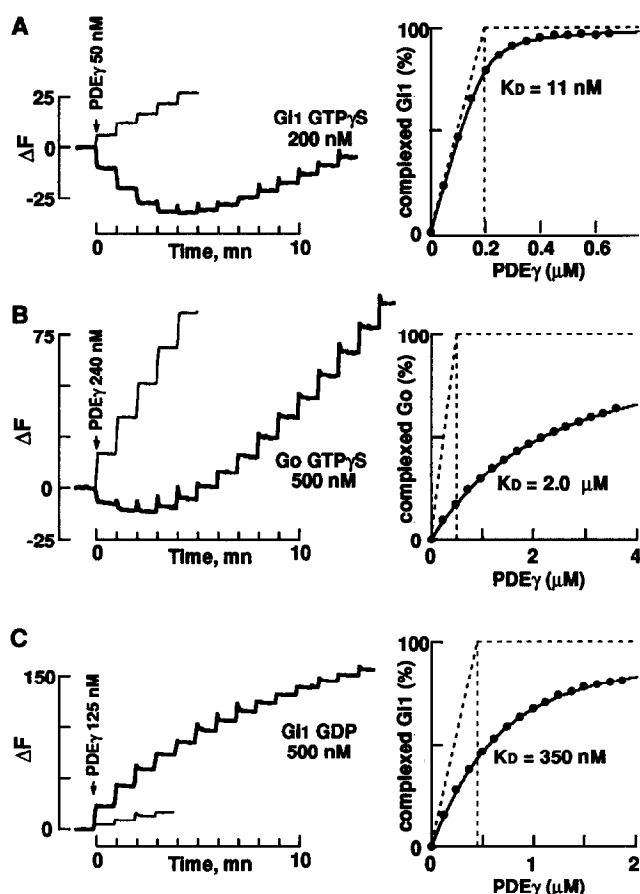 A
PDEγ 50 nM
25
0
-25
ΔF
Gi1 GTPγS
200 nM
0
10
Time, mn
100
0
complexed Gi1 (%)
KD = 11 nM
0
0.2
0.4
0.6
PDEγ (μM)
B
PDEγ 240 nM
75
0
-25
ΔF
Go GTPγS
500 nM
0
10
Time, mn
100
0
complexed Go (%)
KD = 2.0 μM
0
2
4
PDEγ (μM)
C
PDEγ 125 nM
150
0
ΔF
Gi1 GDP
500 nM
0
10
Time, mn
100
0
complexed Gi1 (%)
KD = 350 nM
0
1
2
PDEγ (μM)